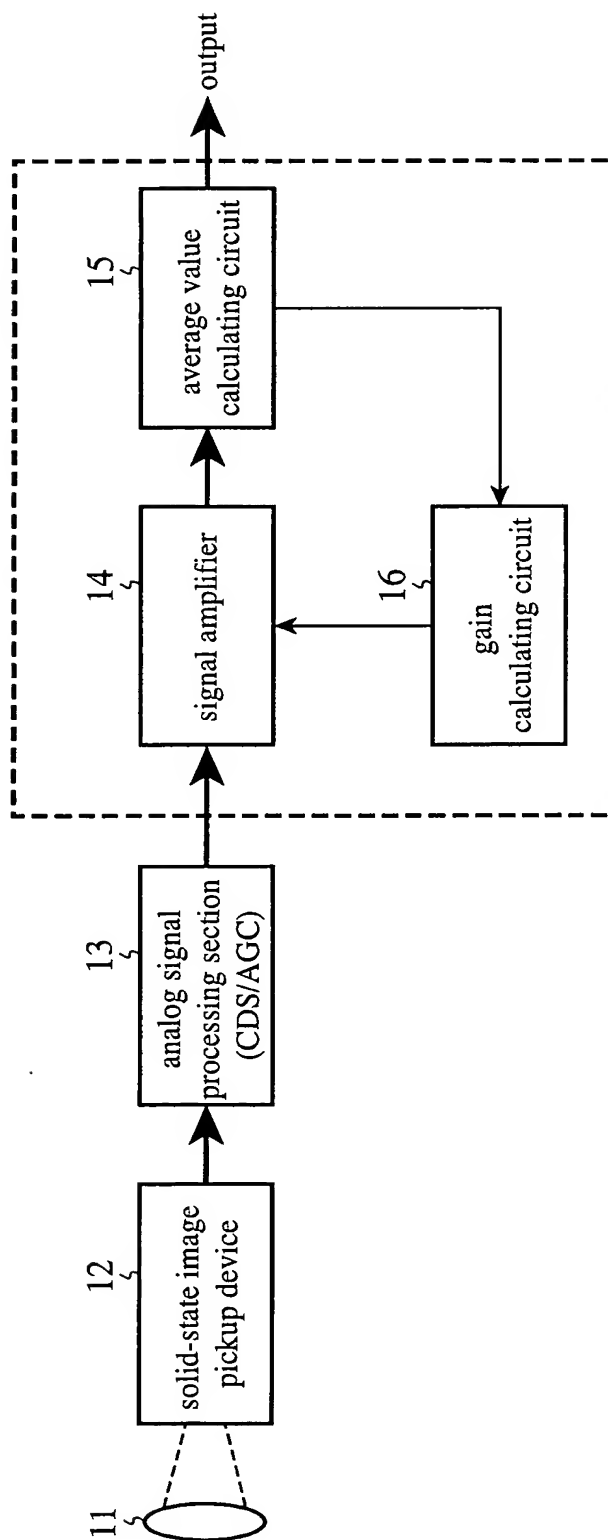 11
12
solid-state image
pickup device
13
analog signal
processing section
(CDS/AGC)
14
signal amplifier
15
average value
calculating circuit
16
gain
calculating circuit
output